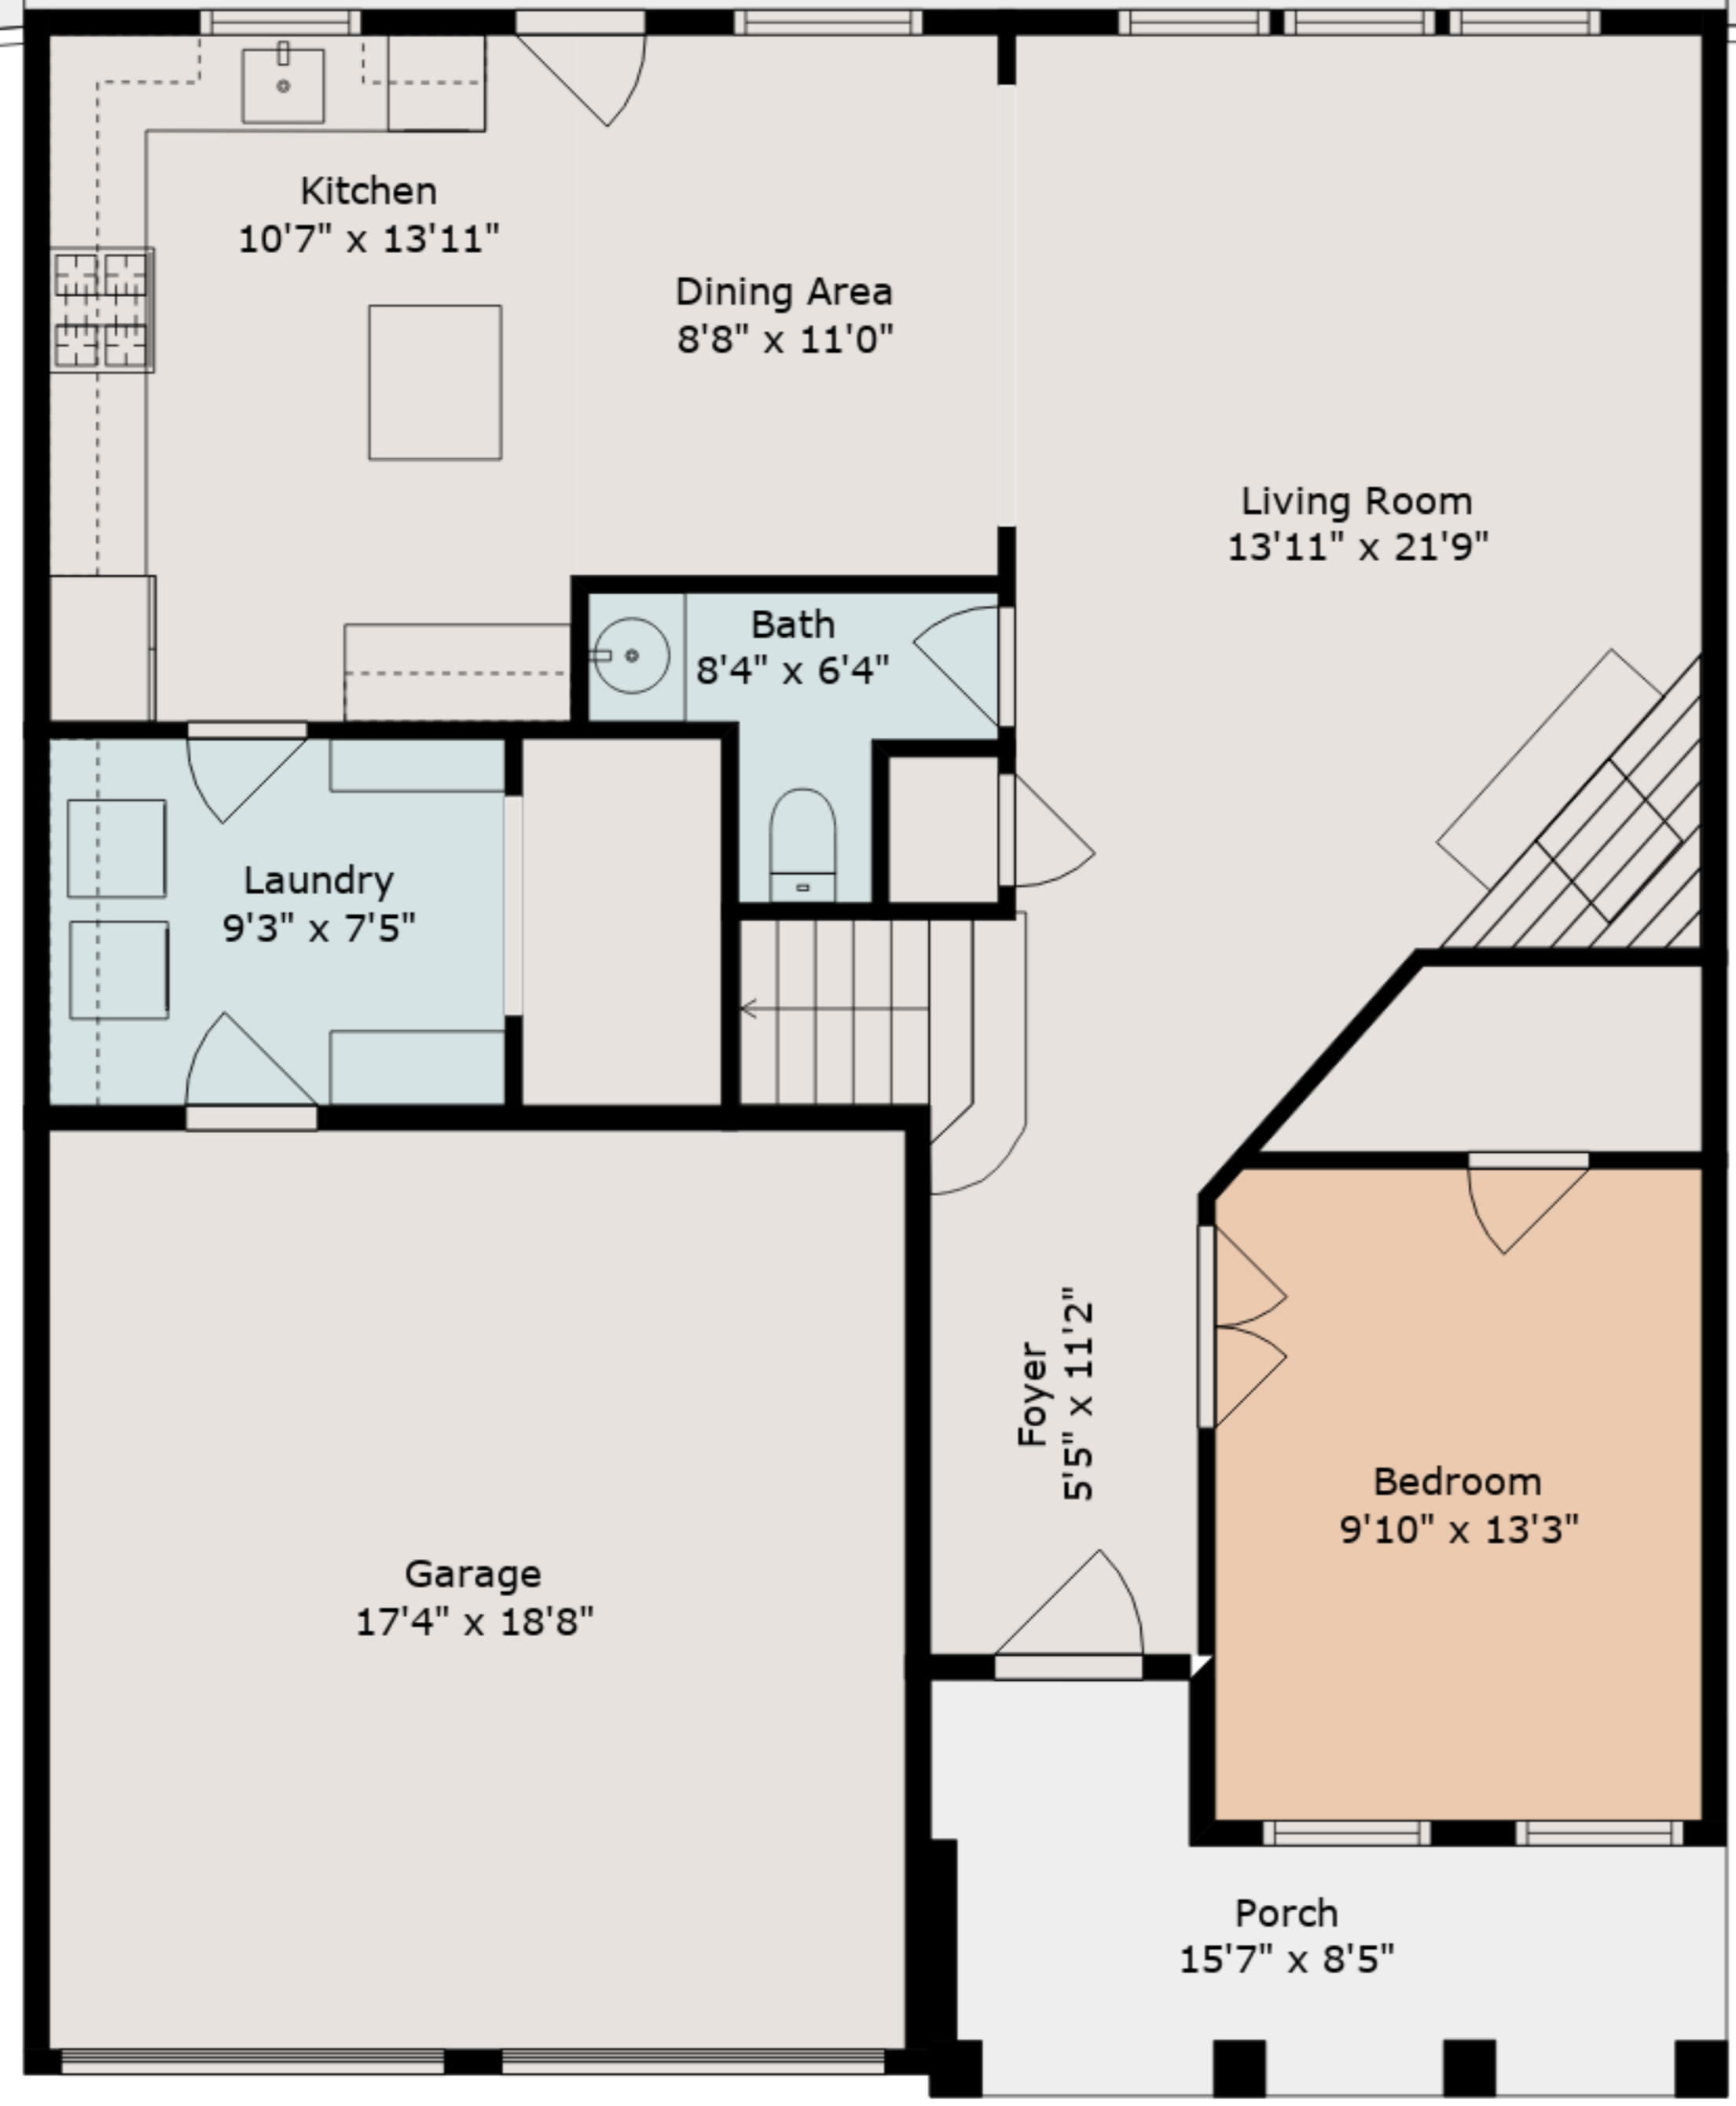 Kitchen
10'7" x 13'11"
Dining Area
8'8" x 11'0"
Living Room
13'11" x 21'9"
Bath
8'4" x 6'4"
Laundry
9'3" x 7'5"
Foyer
5'5" x 11'2"
Bedroom
9'10" x 13'3"
Garage
17'4" x 18'8"
Porch
15'7" x 8'5"